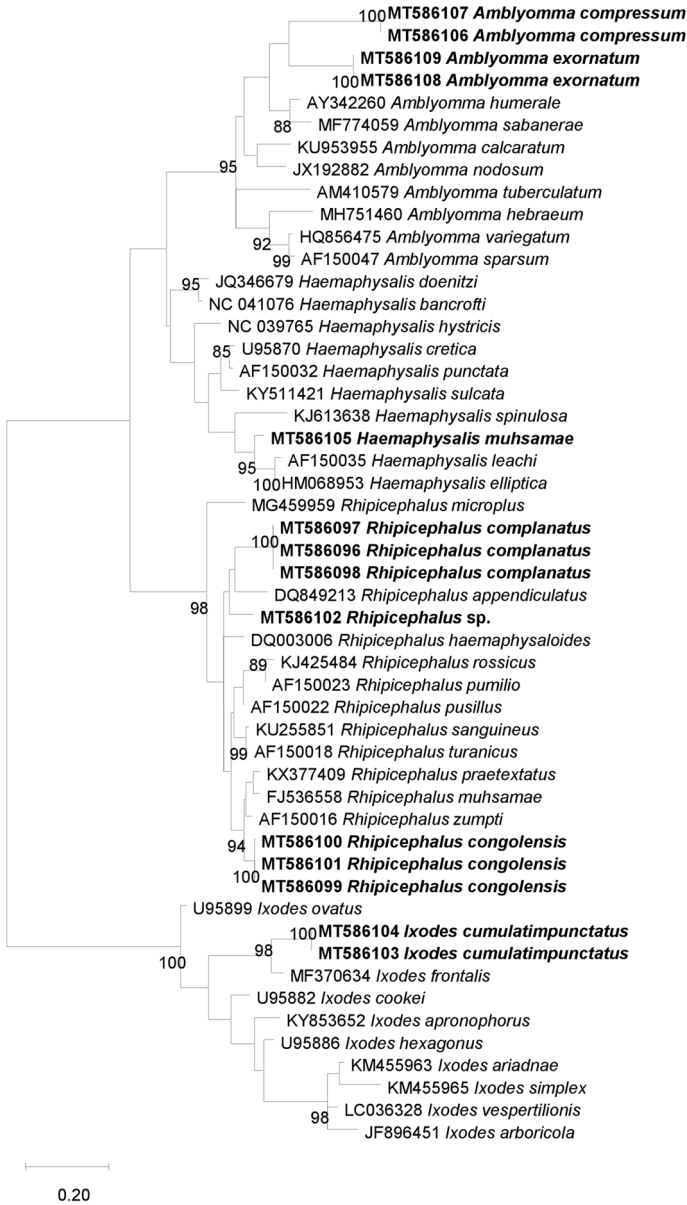 100 MT586107 Amblyomma compressum
MT586106 Amblyomma compressum
MT586109 Amblyomma exornatum
100 MT586108 Amblyomma exornatum
AY342260 Amblyomma humerale
88 MF774059 Amblyomma sabanerae
KU953955 Amblyomma calcaratum
95 JX192882 Amblyomma nodosum
AM410579 Amblyomma tuberculatum
MH751460 Amblyomma hebraeum
92 HQ856475 Amblyomma variegatum
99 AF150047 Amblyomma sparsum
95 JQ346679 Haemaphysalis doenitzi
NC 041076 Haemaphysalis bancrofti
NC 039765 Haemaphysalis hystricis
85 U95870 Haemaphysalis cretica
AF150032 Haemaphysalis punctata
KY511421 Haemaphysalis sulcata
KJ613638 Haemaphysalis spinulosa
MT586105 Haemaphysalis muhsamae
95 AF150035 Haemaphysalis leachi
100 HM068953 Haemaphysalis elliptica
MG459959 Rhipicephalus microplus
MT586097 Rhipicephalus complanatus
100 MT586096 Rhipicephalus complanatus
MT586098 Rhipicephalus complanatus
DQ849213 Rhipicephalus appendiculatus
98 MT586102 Rhipicephalus sp.
DQ003006 Rhipicephalus haemaphysaloides
89 KJ425484 Rhipicephalus rossicus
AF150023 Rhipicephalus pumilio
AF150022 Rhipicephalus pusillus
KU255851 Rhipicephalus sanguineus
99 AF150018 Rhipicephalus turanicus
KX377409 Rhipicephalus praetextatus
FJ536558 Rhipicephalus muhsamae
AF150016 Rhipicephalus zumpti
94 MT586100 Rhipicephalus congolensis
MT586101 Rhipicephalus congolensis
100 MT586099 Rhipicephalus congolensis
U95899 Ixodes ovatus
100 MT586104 Ixodes cumulatimpunctatus
98 MT586103 Ixodes cumulatimpunctatus
100 MF370634 Ixodes frontalis
U95882 Ixodes cookei
KY853652 Ixodes apronophorus
U95886 Ixodes hexagonus
KM455963 Ixodes ariadnae
KM455965 Ixodes simplex
98 LC036328 Ixodes vespertilionis
JF896451 Ixodes arboricola
0.20